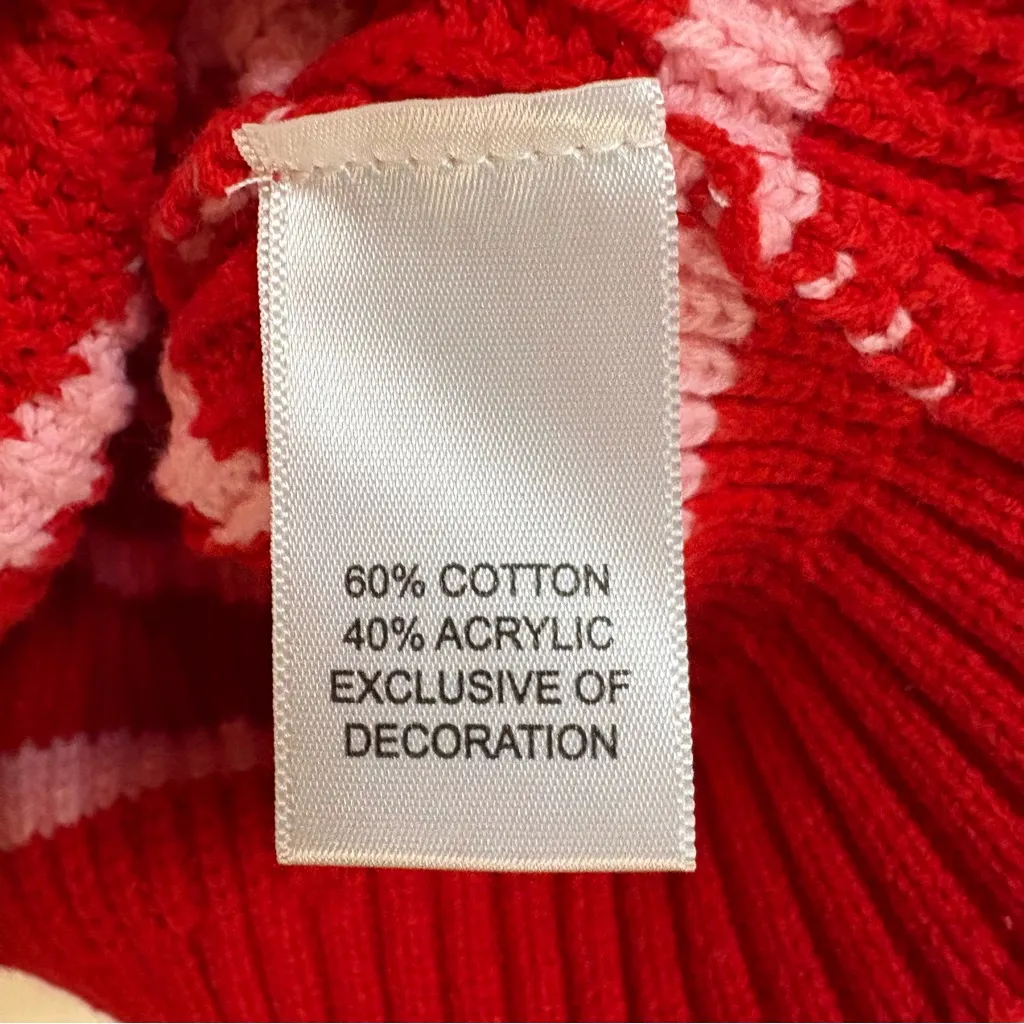 60% COTTON
40% ACRYLIC
EXCLUSIVE OF
DECORATION